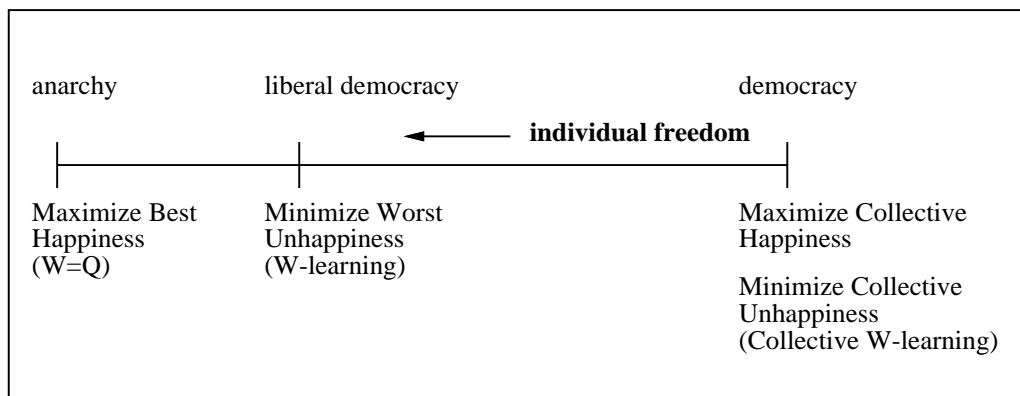 anarchy
liberal democracy
democracy
individual freedom
Maximize Best
Happiness
(W=Q)
Minimize Worst
Unhappiness
(W-learning)
Maximize Collective
Happiness
Minimize Collective
Unhappiness
(Collective W-learning)